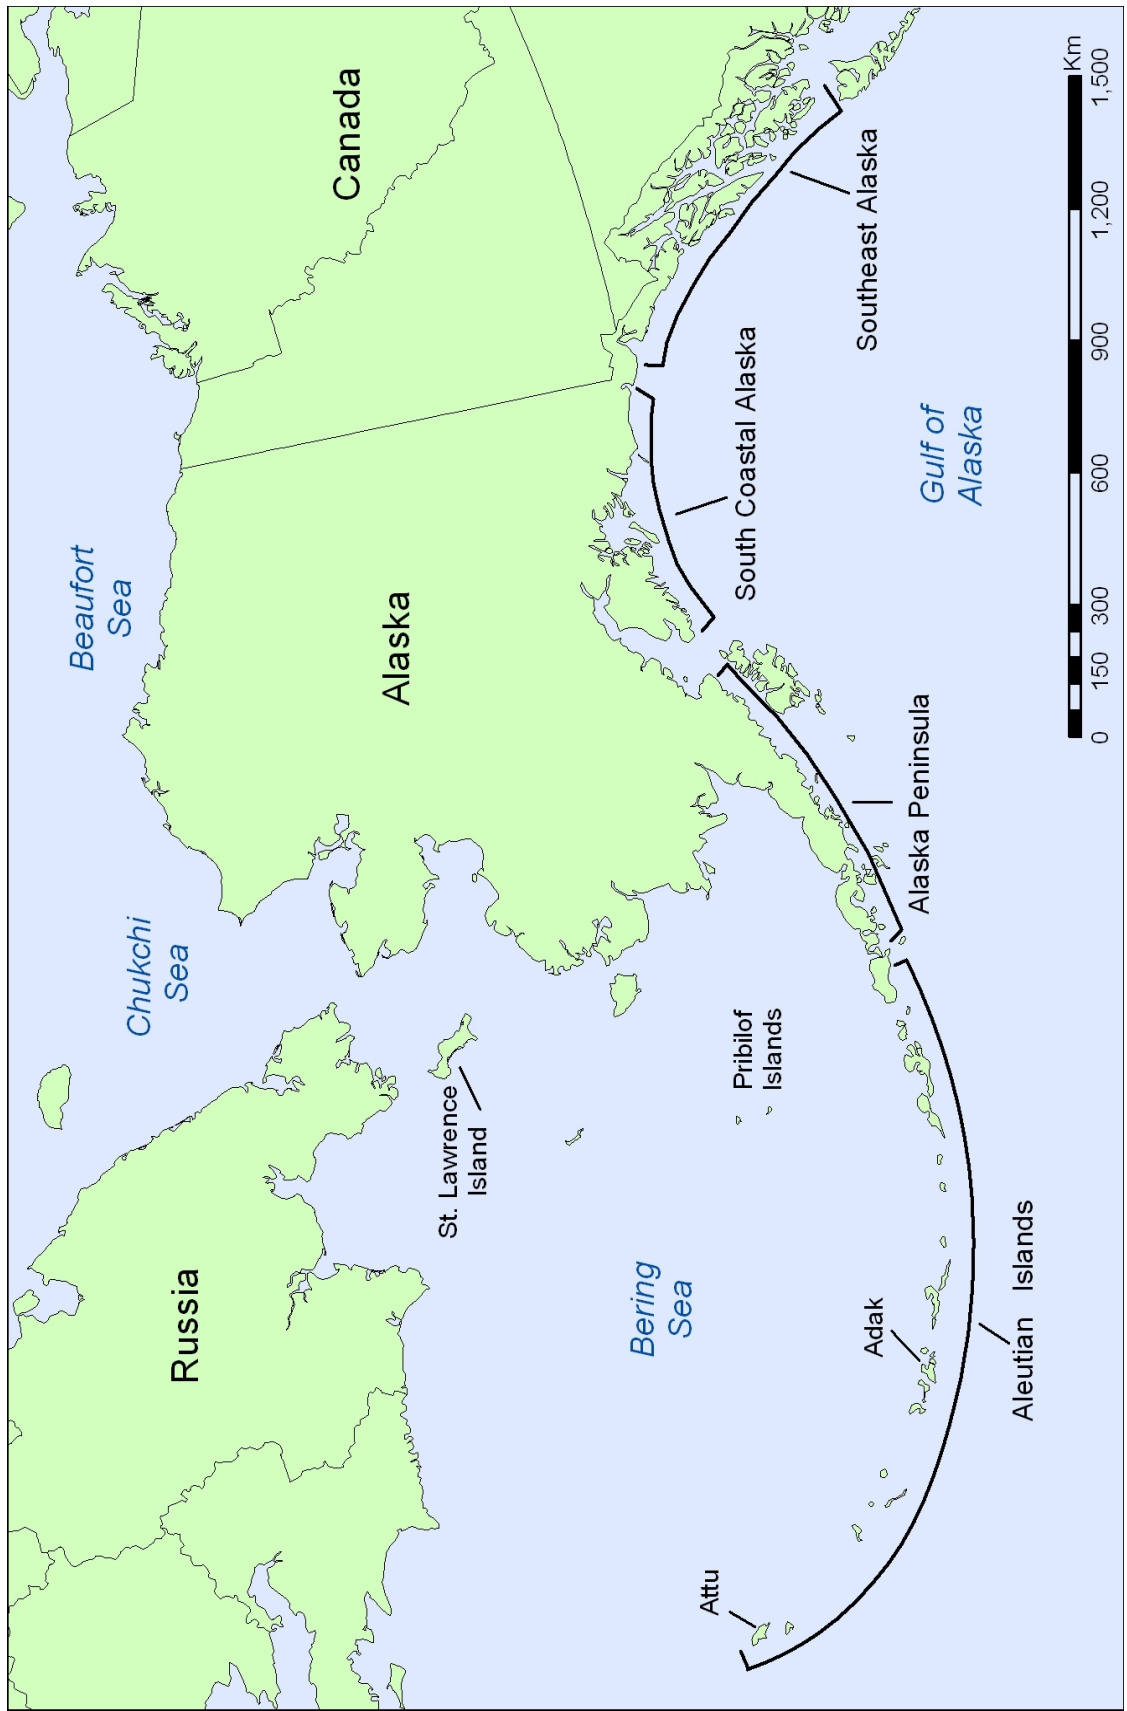 Beaufort
Sea
Chukchi
Sea
Canada
Alaska
Russia
St. Lawrence
Island
Bering
Sea
Pribilof
Islands
Attu
Adak
Aleutian Islands
Alaska Peninsula
South Coastal Alaska
Southeast Alaska
Gulf of
Alaska
Km
0 150 300 600 900 1,200 1,500